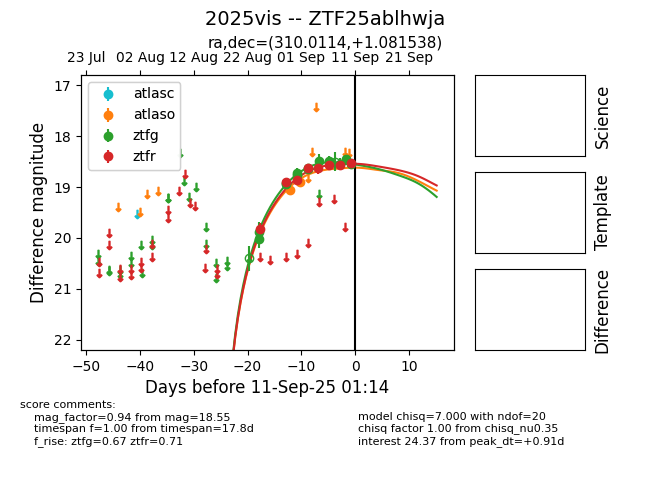 2025vis -- ZTF25ablhwja
ra,dec=(310.0114,+1.081538)
23 Jul 02 Aug 12 Aug 22 Aug 01 Sep 11 Sep 21 Sep
17
18
19
20
21
22
Difference magnitude
atlasc
atlaso
ztfg
ztfr
−50 −40 −30 −20 −10 0 10
Days before 11-Sep-25 01:14
Science
Template
Difference
score comments:
mag_factor=0.94 from mag=18.55
timespan f=1.00 from timespan=17.8d
f_rise: ztfg=0.67 ztfr=0.71
model chisq=7.000 with ndof=20
chisq factor 1.00 from chisq_nu0.35
interest 24.37 from peak_dt=+0.91d